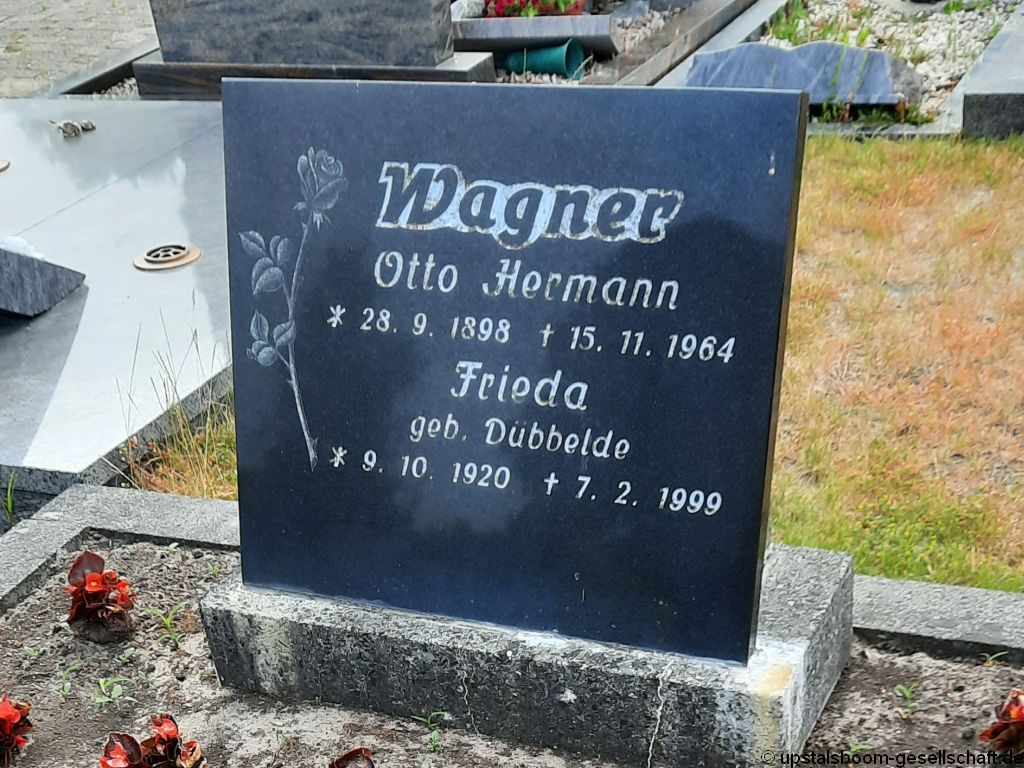 Wagner
Otto Hermann
* 28. 9. 1898 † 15. 11. 1964
Frieda
geb. Dübbelde
* 9. 10. 1920 † 7. 2. 1999
© upstalsboom-gesellschaft.de